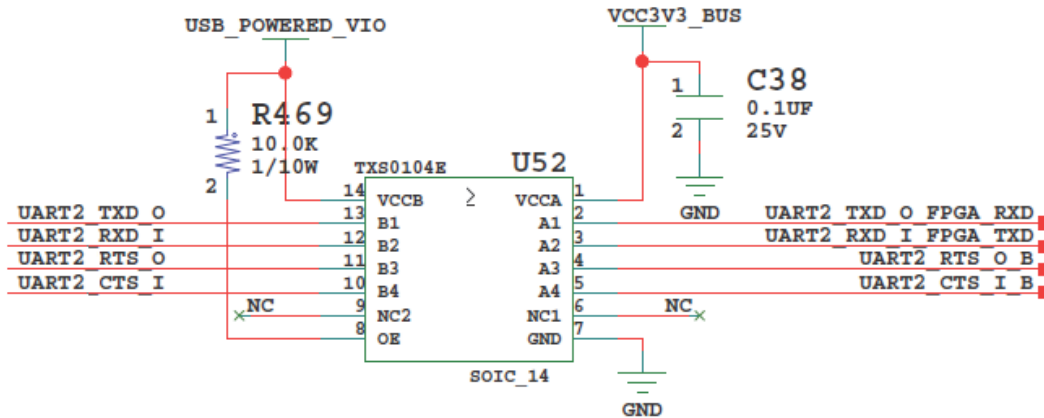 USB_POWERED_VIO
VCC3V3_BUS
1
R469
10.0K
1/10W
2
1
C38
0.1UF
25V
2
GND
TXS0104E
U52
14 VCCB ≥ VCCA 1
UART2_TXD_O 13 B1 A1 2 UART2_TXD_O_FPGA_RXD
UART2_RXD_I 12 B2 A2 3 UART2_RXD_I_FPGA_TXD
UART2_RTS_O 11 B3 A3 4 UART2_RTS_O_B
UART2_CTS_I 10 B4 A4 5 UART2_CTS_I_B
NC 9 NC2 NC1 6 NC
8 OE GND 7
SOIC_14
GND